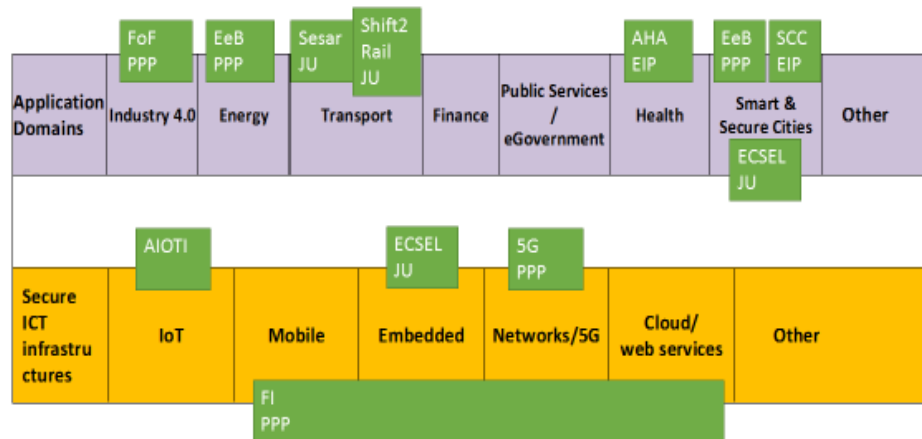 FoF
PPP
EeB
PPP
Sesar
JU
Shift2
Rail
JU
AHA
EIP
EeB
PPP
SCC
EIP
Application
Domains
Industry 4.0
Energy
Transport
Finance
Public Services
/
eGovernment
Health
Smart &
Secure Cities
Other
ECSEL
JU
AIOTI
ECSEL
JU
5G
PPP
Secure
ICT
infrastru
ctures
IoT
Mobile
Embedded
Networks/5G
Cloud/
web services
Other
FI
PPP